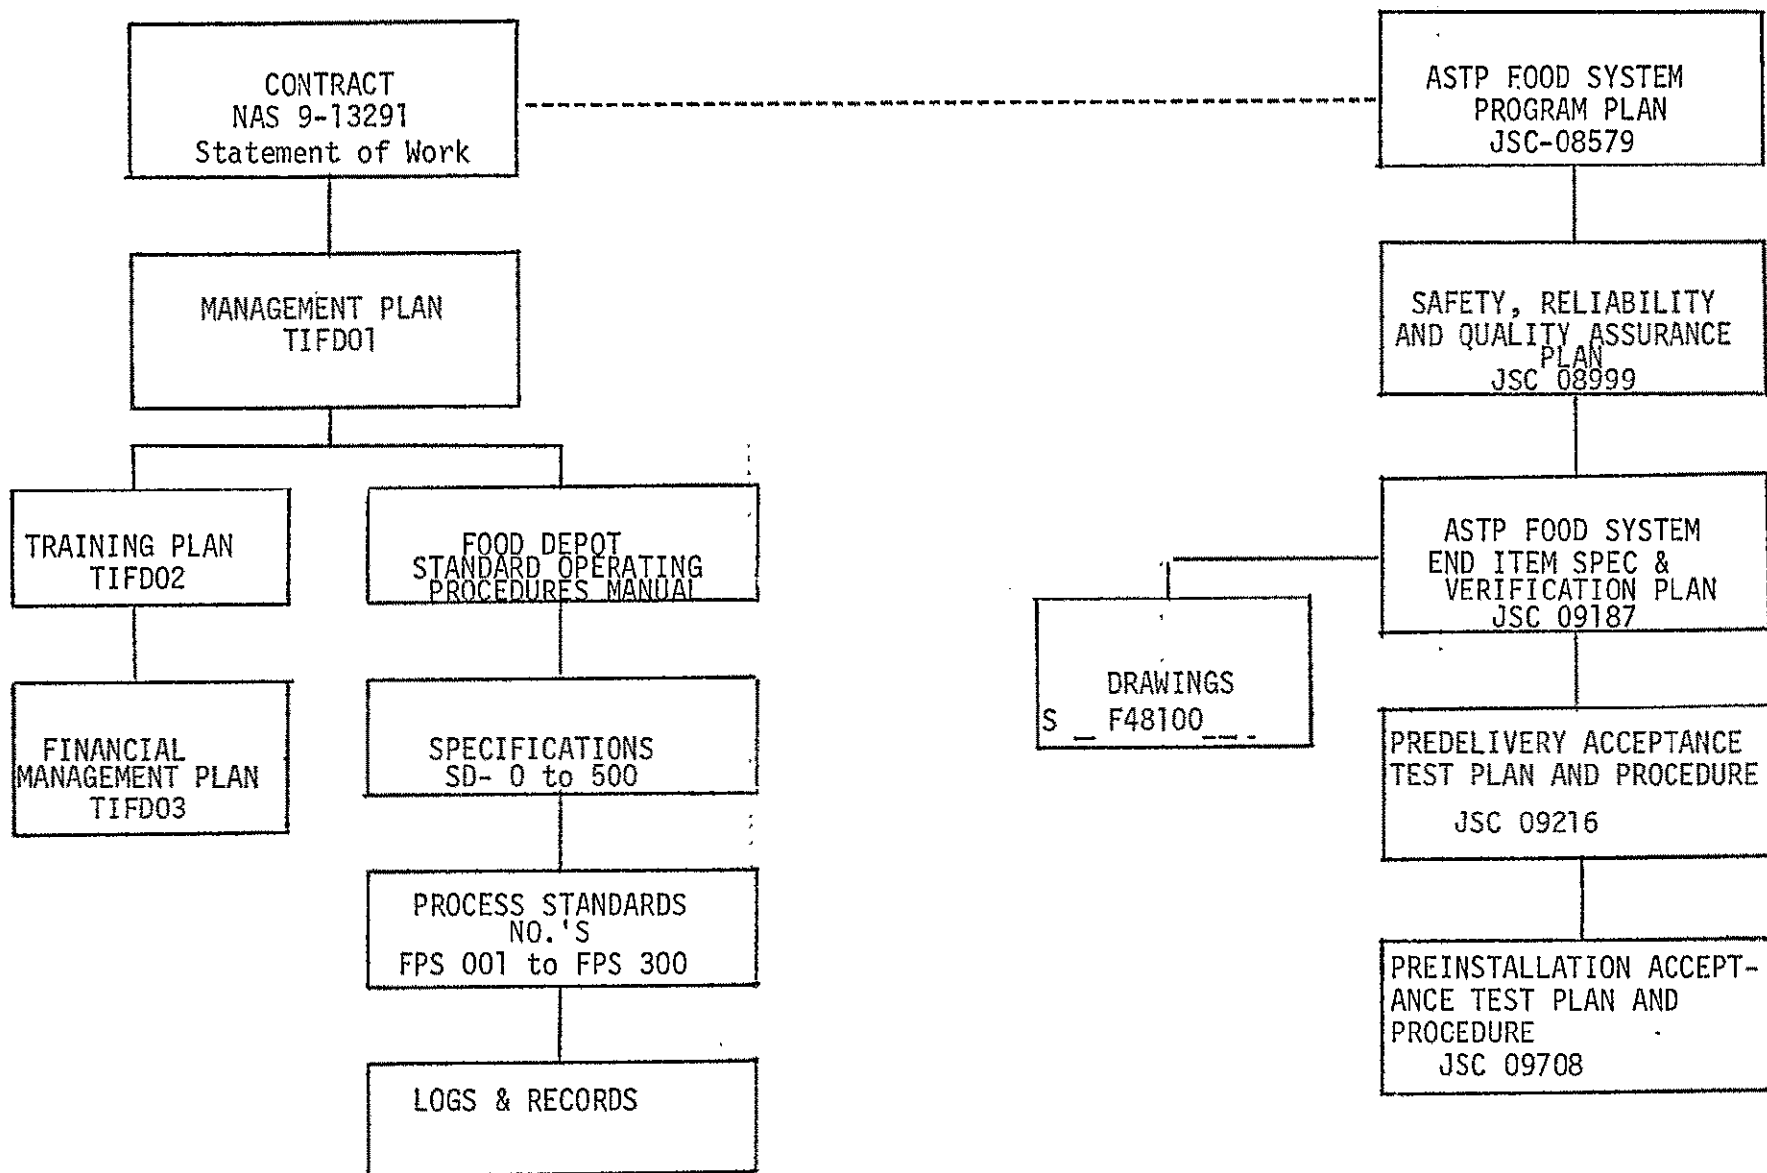 CONTRACT
NAS 9-13291
Statement of Work
ASTP FOOD SYSTEM
PROGRAM PLAN
JSC-08579
MANAGEMENT PLAN
TIFD01
SAFETY, RELIABILITY
AND QUALITY ASSURANCE
PLAN
JSC 08999
TRAINING PLAN
TIFD02
FOOD DEPOT
STANDARD OPERATING
PROCEDURES MANUAL
ASTP FOOD SYSTEM
END ITEM SPEC &
VERIFICATION PLAN
JSC 09187
FINANCIAL
MANAGEMENT PLAN
TIFD03
SPECIFICATIONS
SD- 0 to 500
DRAWINGS
S _ F48100_ _ _
PREDELIVERY ACCEPTANCE
TEST PLAN AND PROCEDURE
JSC 09216
PROCESS STANDARDS
NO.'S
FPS 001 to FPS 300
PREINSTALLATION ACCEPT-
ANCE TEST PLAN AND
PROCEDURE
JSC 09708
LOGS & RECORDS